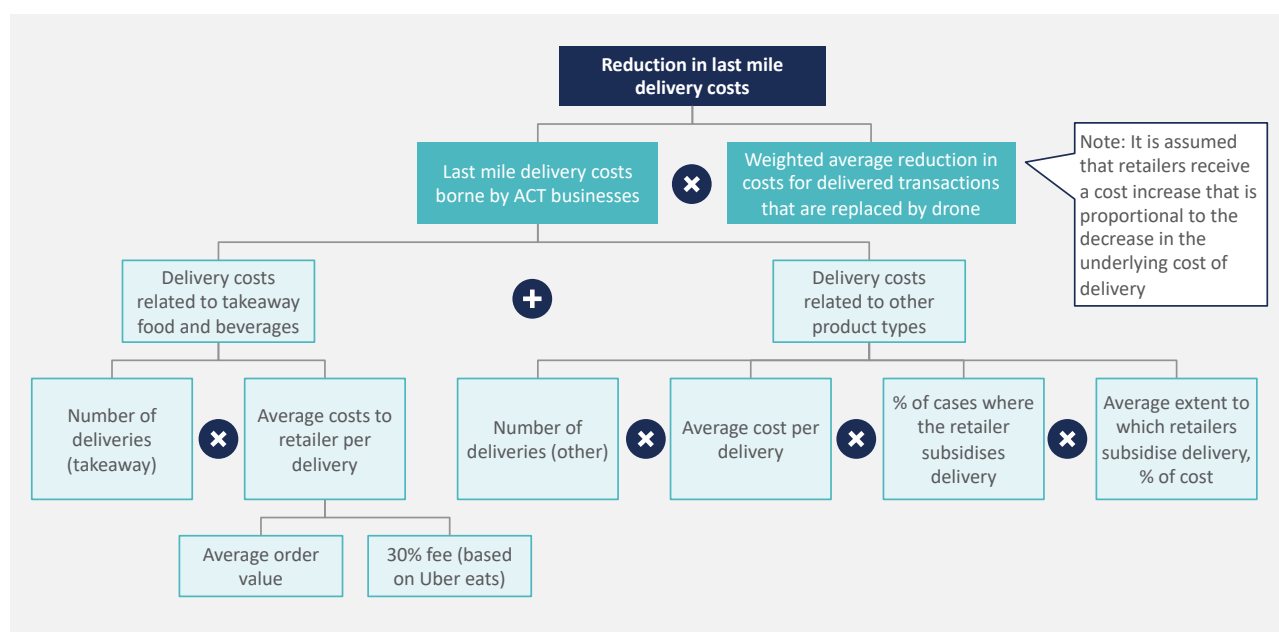 Reduction in last mile
delivery costs
Last mile delivery costs
borne by ACT businesses
Weighted average reduction in
costs for delivered transactions
that are replaced by drone
Note: It is assumed
that retailers receive
a cost increase that is
proportional to the
decrease in the
underlying cost of
delivery
Delivery costs
related to takeaway
food and beverages
Delivery costs
related to other
product types
Number of
deliveries
(takeaway)
Average costs to
retailer per
delivery
Number of
deliveries (other)
Average cost per
delivery
% of cases where
the retailer
subsidises
delivery
Average extent to
which retailers
subsidise delivery,
% of cost
Average order
value
30% fee (based
on Uber eats)